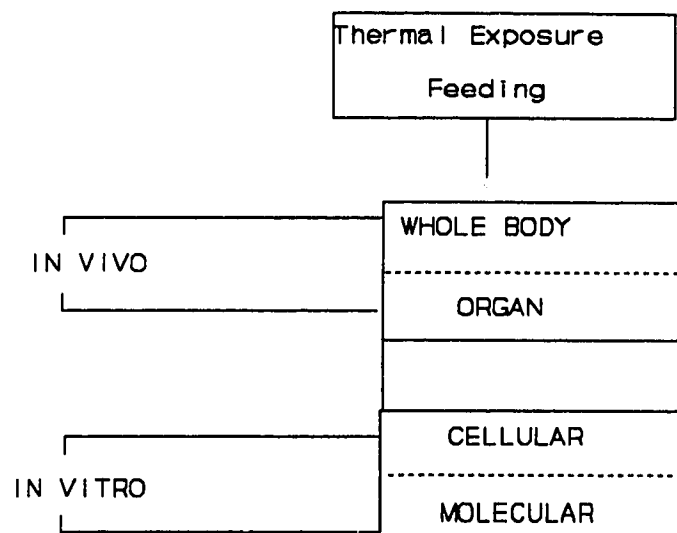 Thermal Exposure
Feeding
WHOLE BODY
IN VIVO
ORGAN
CELLULAR
IN VITRO
MOLECULAR